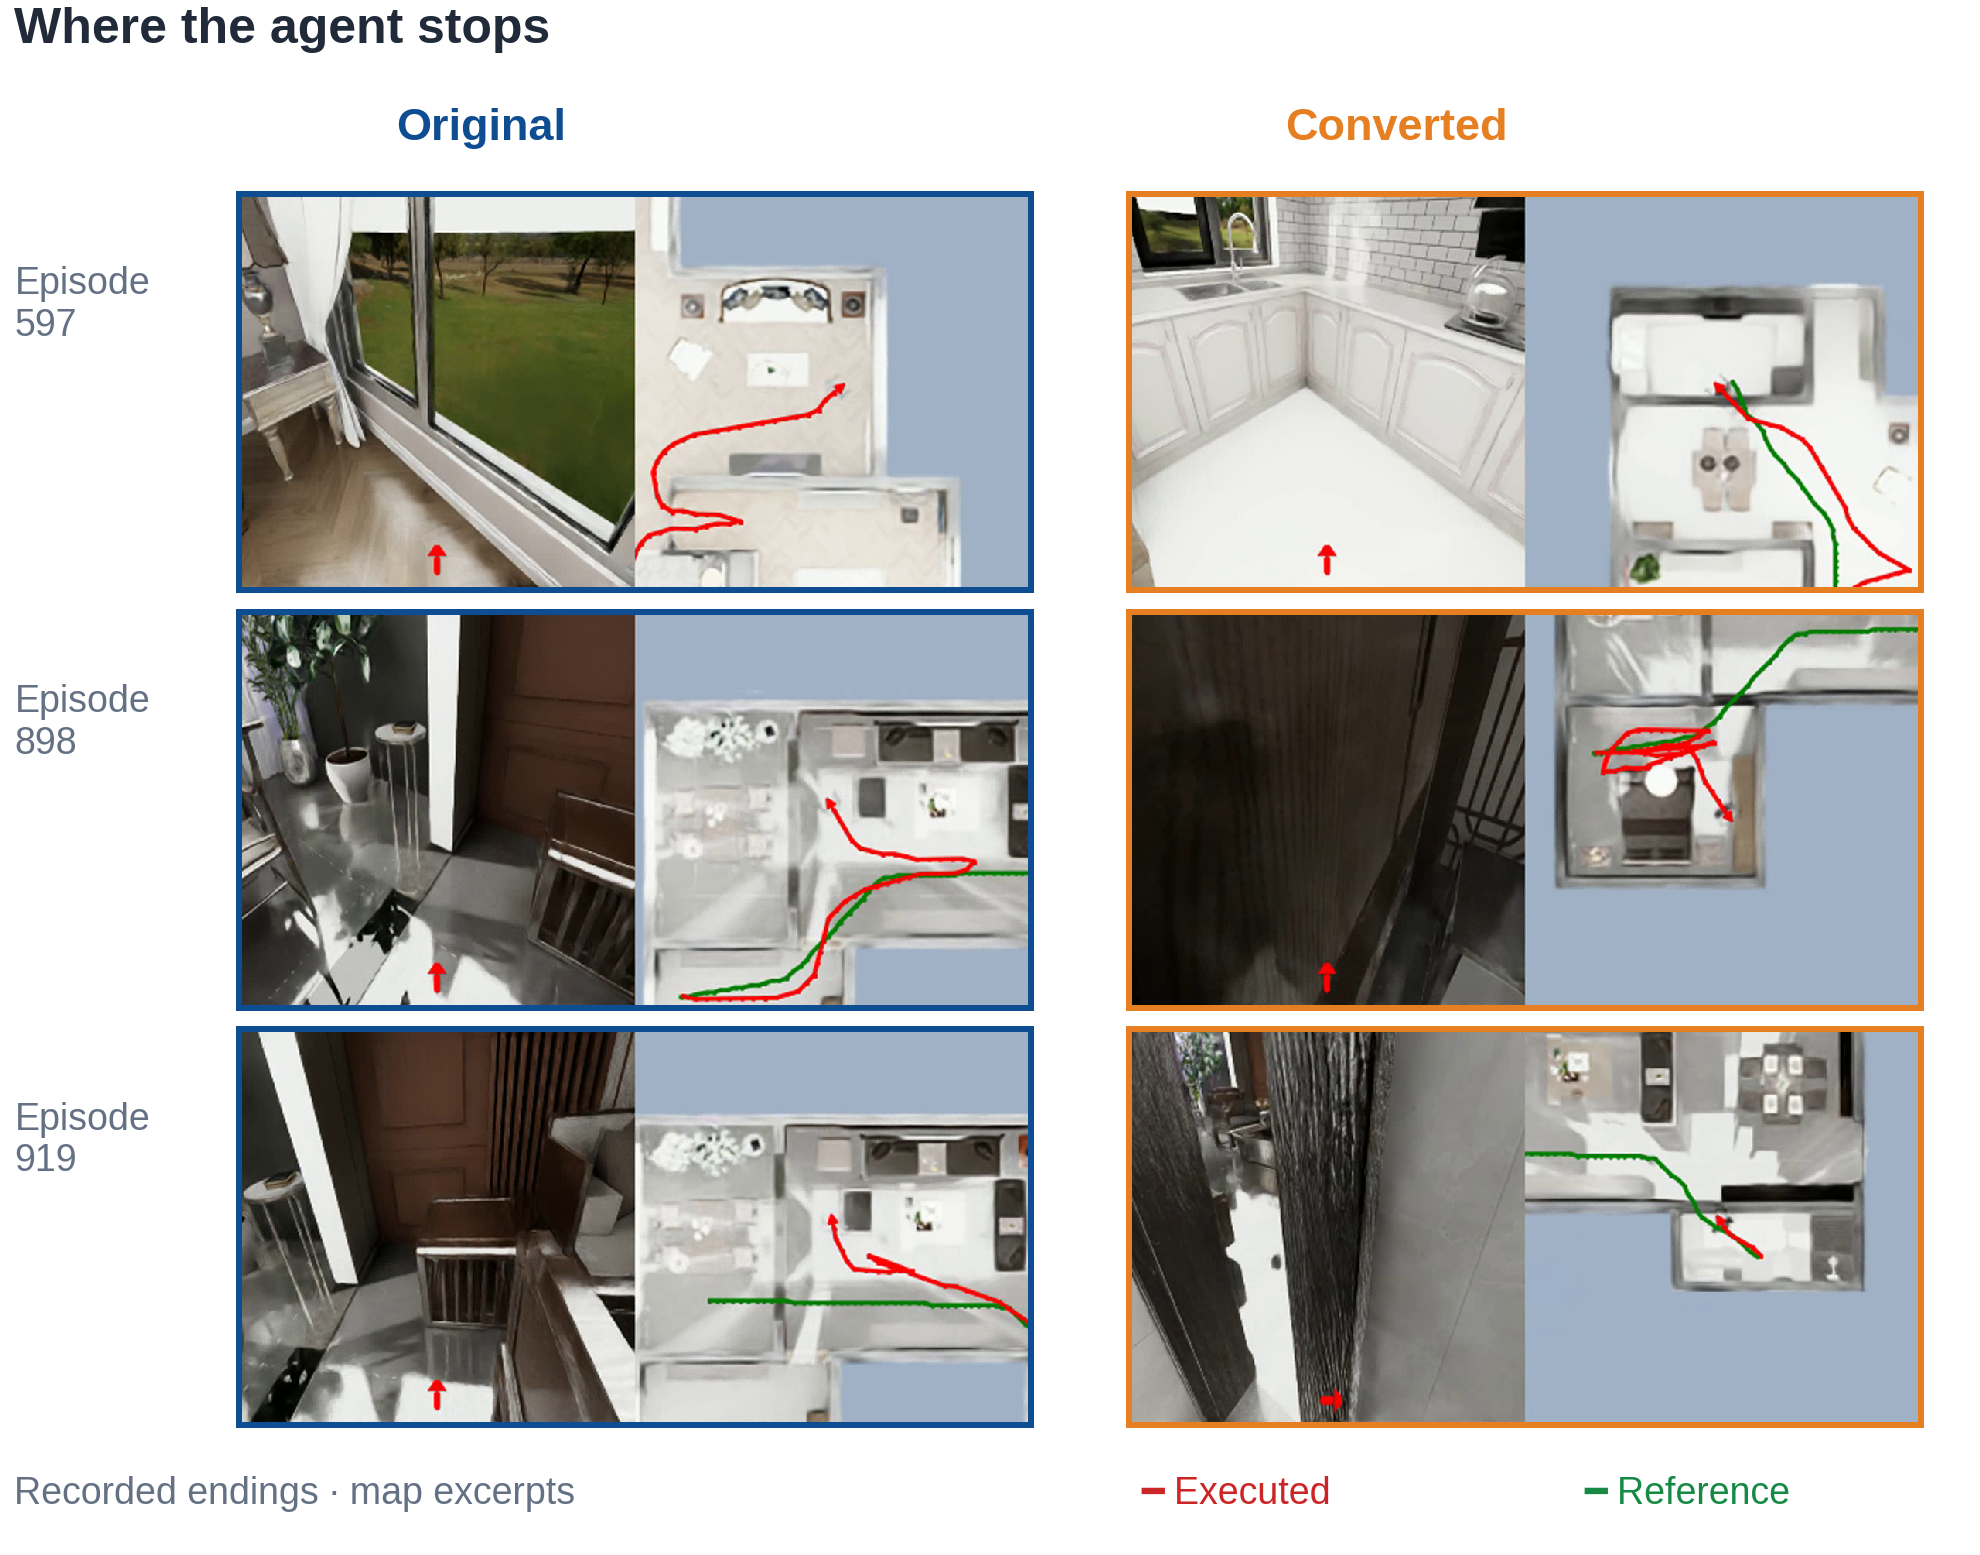 Where the agent stops
Original
Converted
Episode
597
Episode
898
Episode
919
Recorded endings · map excerpts
Executed
Reference